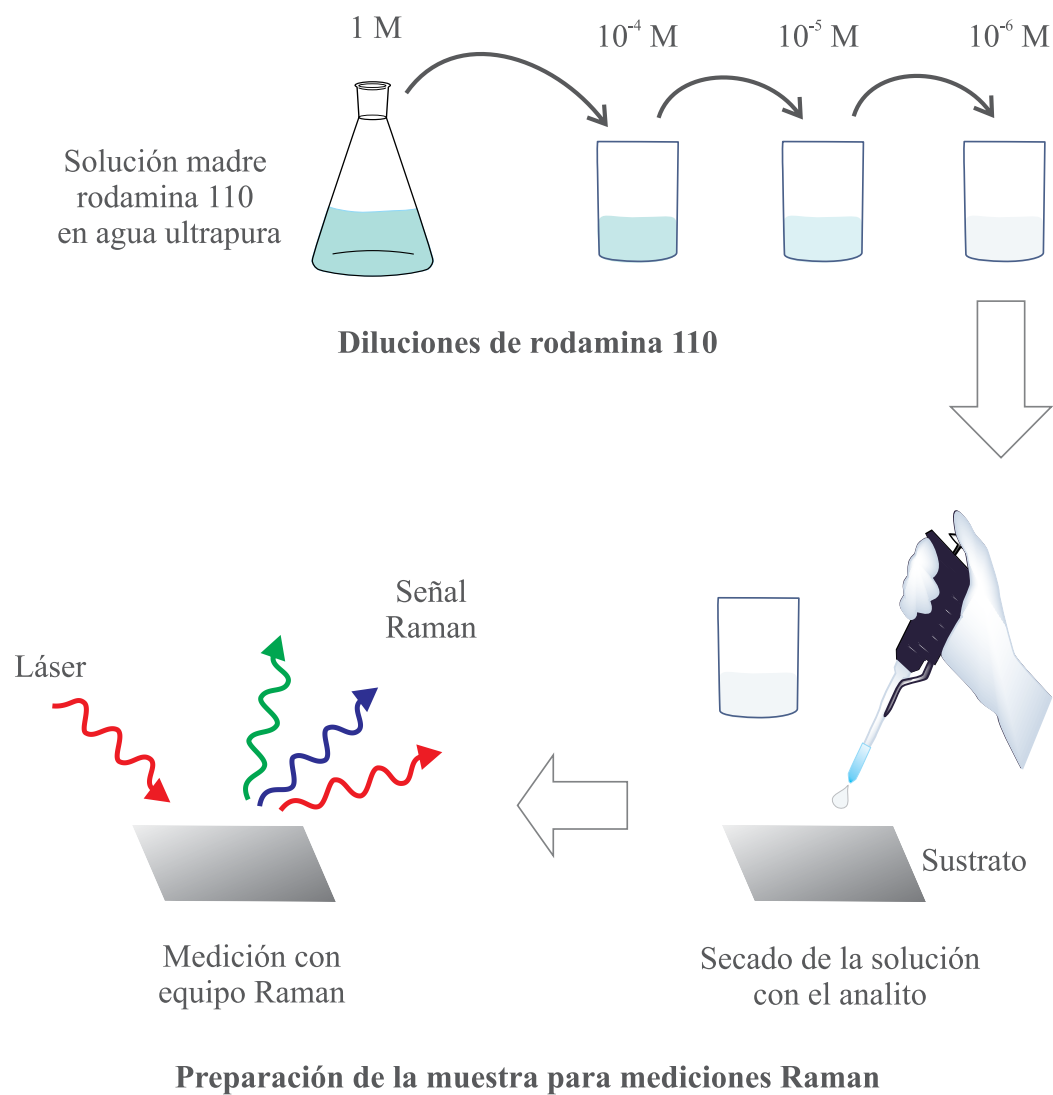 1 M
10⁻⁴ M
10⁻⁵ M
10⁻⁶ M
Solución madre
rodamina 110
en agua ultrapura
Diluciones de rodamina 110
Señal
Raman
Láser
Sustrato
Medición con
equipo Raman
Secado de la solución
con el analito
Preparación de la muestra para mediciones Raman